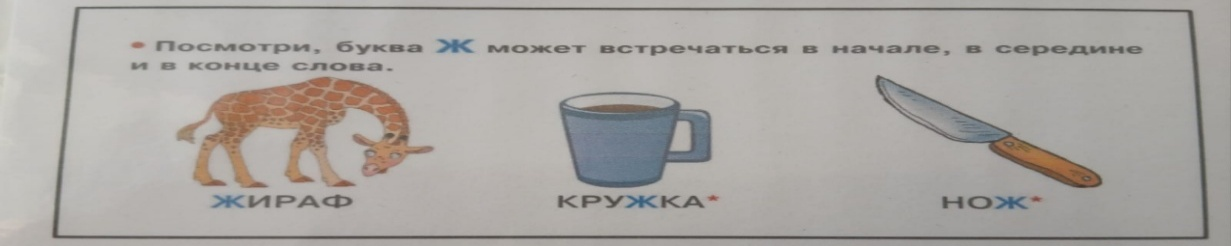 • Посмотри, буква Ж может встречаться в начале, в середине
и в конце слова.
ЖИРАФ КРУЖКА* НОЖ*